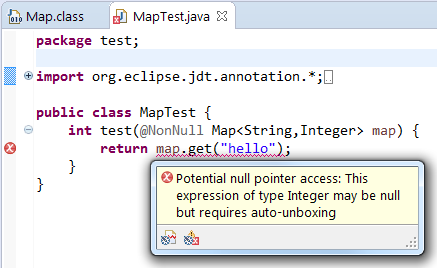 Map.class MapTest.java
package test;
import org.eclipse.jdt.annotation.*;
public class MapTest {
int test(@NonNull Map<String,Integer> map) {
return map.get("hello");
}
}
Potential null pointer access: This
expression of type Integer may be null
but requires auto-unboxing